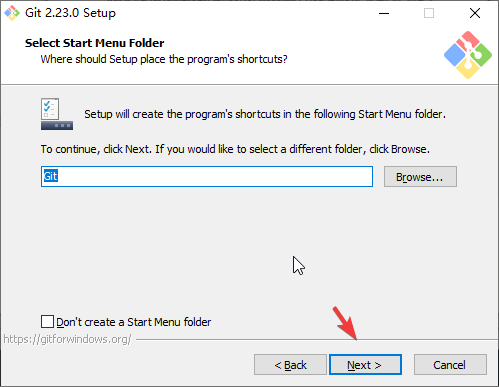 Git 2.23.0 Setup
Select Start Menu Folder
Where should Setup place the program's shortcuts?
Setup will create the program's shortcuts in the following Start Menu folder.
To continue, click Next. If you would like to select a different folder, click Browse.
Git
Browse...
Don't create a Start Menu folder
https://gitforwindows.org/
< Back
Next >
Cancel